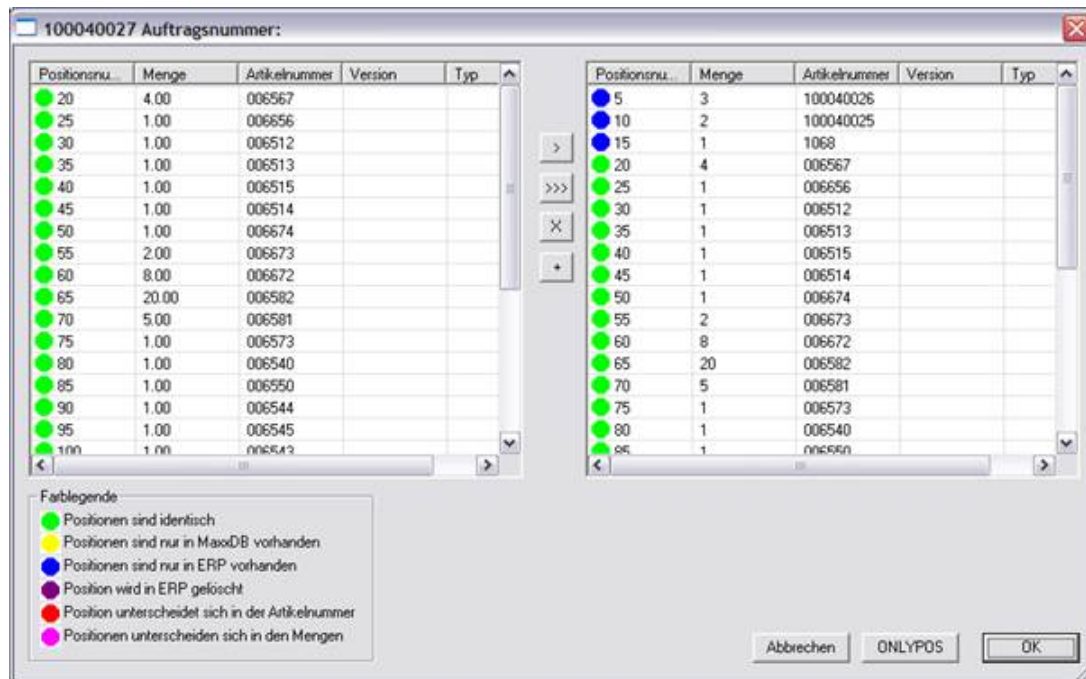 100040027 Auftragsnummer:
Positionsnu... Menge Artikelnummer Version Typ
20 4.00 006567
25 1.00 006656
30 1.00 006512
35 1.00 006513
40 1.00 006515
45 1.00 006514
50 1.00 006674
55 2.00 006673
60 8.00 006672
65 20.00 006582
70 5.00 006581
75 1.00 006573
80 1.00 006540
85 1.00 006550
90 1.00 006544
95 1.00 006545
100 1.00 006543
>
>>>
X
+
Positionsnu... Menge Artikelnummer Version Typ
5 3 100040026
10 2 100040025
15 1 1068
20 4 006567
25 1 006656
30 1 006512
35 1 006513
40 1 006515
45 1 006514
50 1 006674
55 2 006673
60 8 006672
65 20 006582
70 5 006581
75 1 006573
80 1 006540
85 1 006550
Farblegende
Positionen sind identisch
Positionen sind nur in MaxxDB vorhanden
Positionen sind nur in ERP vorhanden
Position wird in ERP gelöscht
Position unterscheidet sich in der Artikelnummer
Positionen unterscheiden sich in den Mengen
Abbrechen ONLYPOS OK